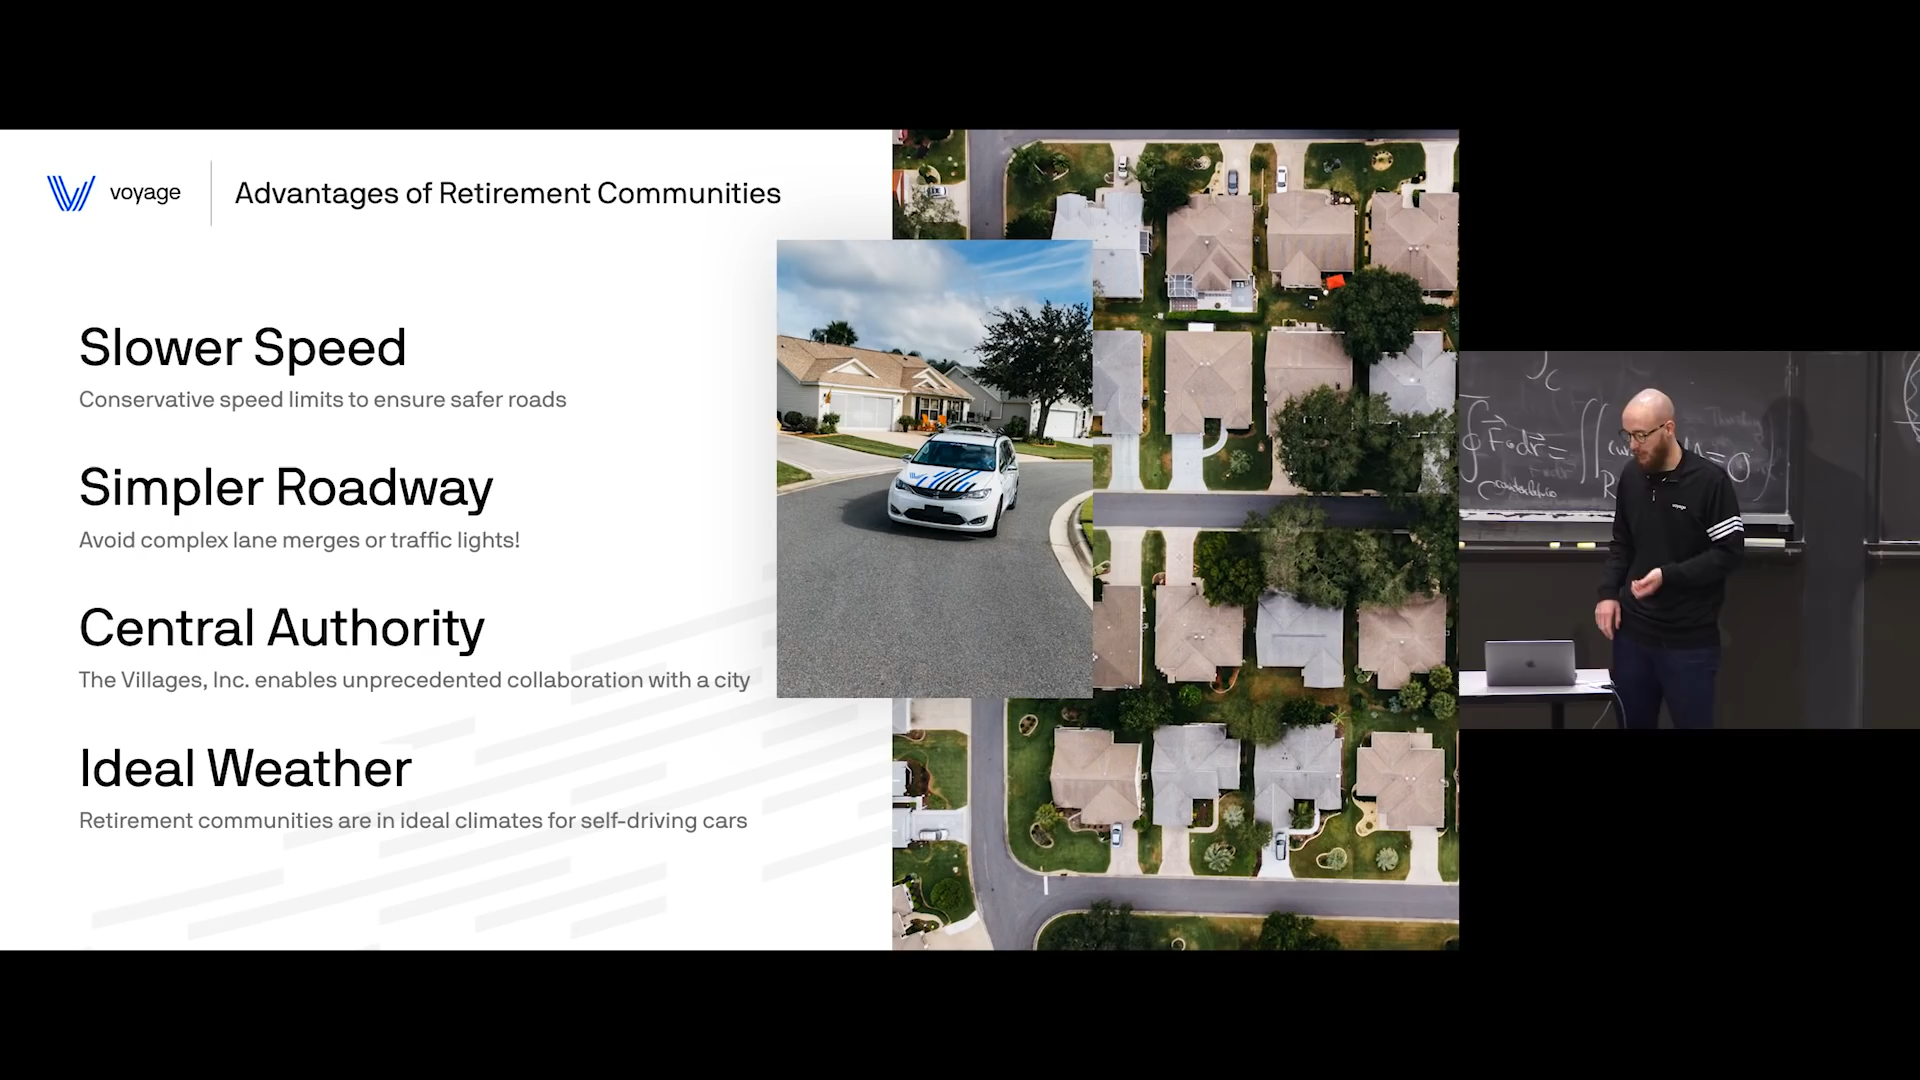 voyage
Advantages of Retirement Communities
Slower Speed
Conservative speed limits to ensure safer roads
Simpler Roadway
Avoid complex lane merges or traffic lights!
Central Authority
The Villages, Inc. enables unprecedented collaboration with a city
Ideal Weather
Retirement communities are in ideal climates for self-driving cars
voyage